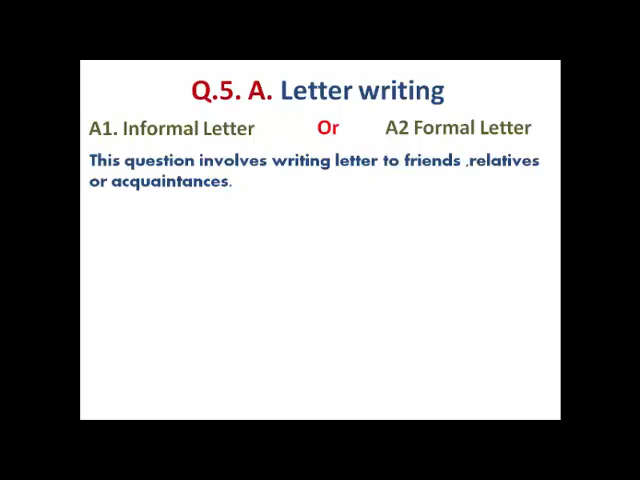 Q.5. A. Letter writing
A1. Informal Letter Or A2 Formal Letter
This question involves writing letter to friends ,relatives
or acquaintances.